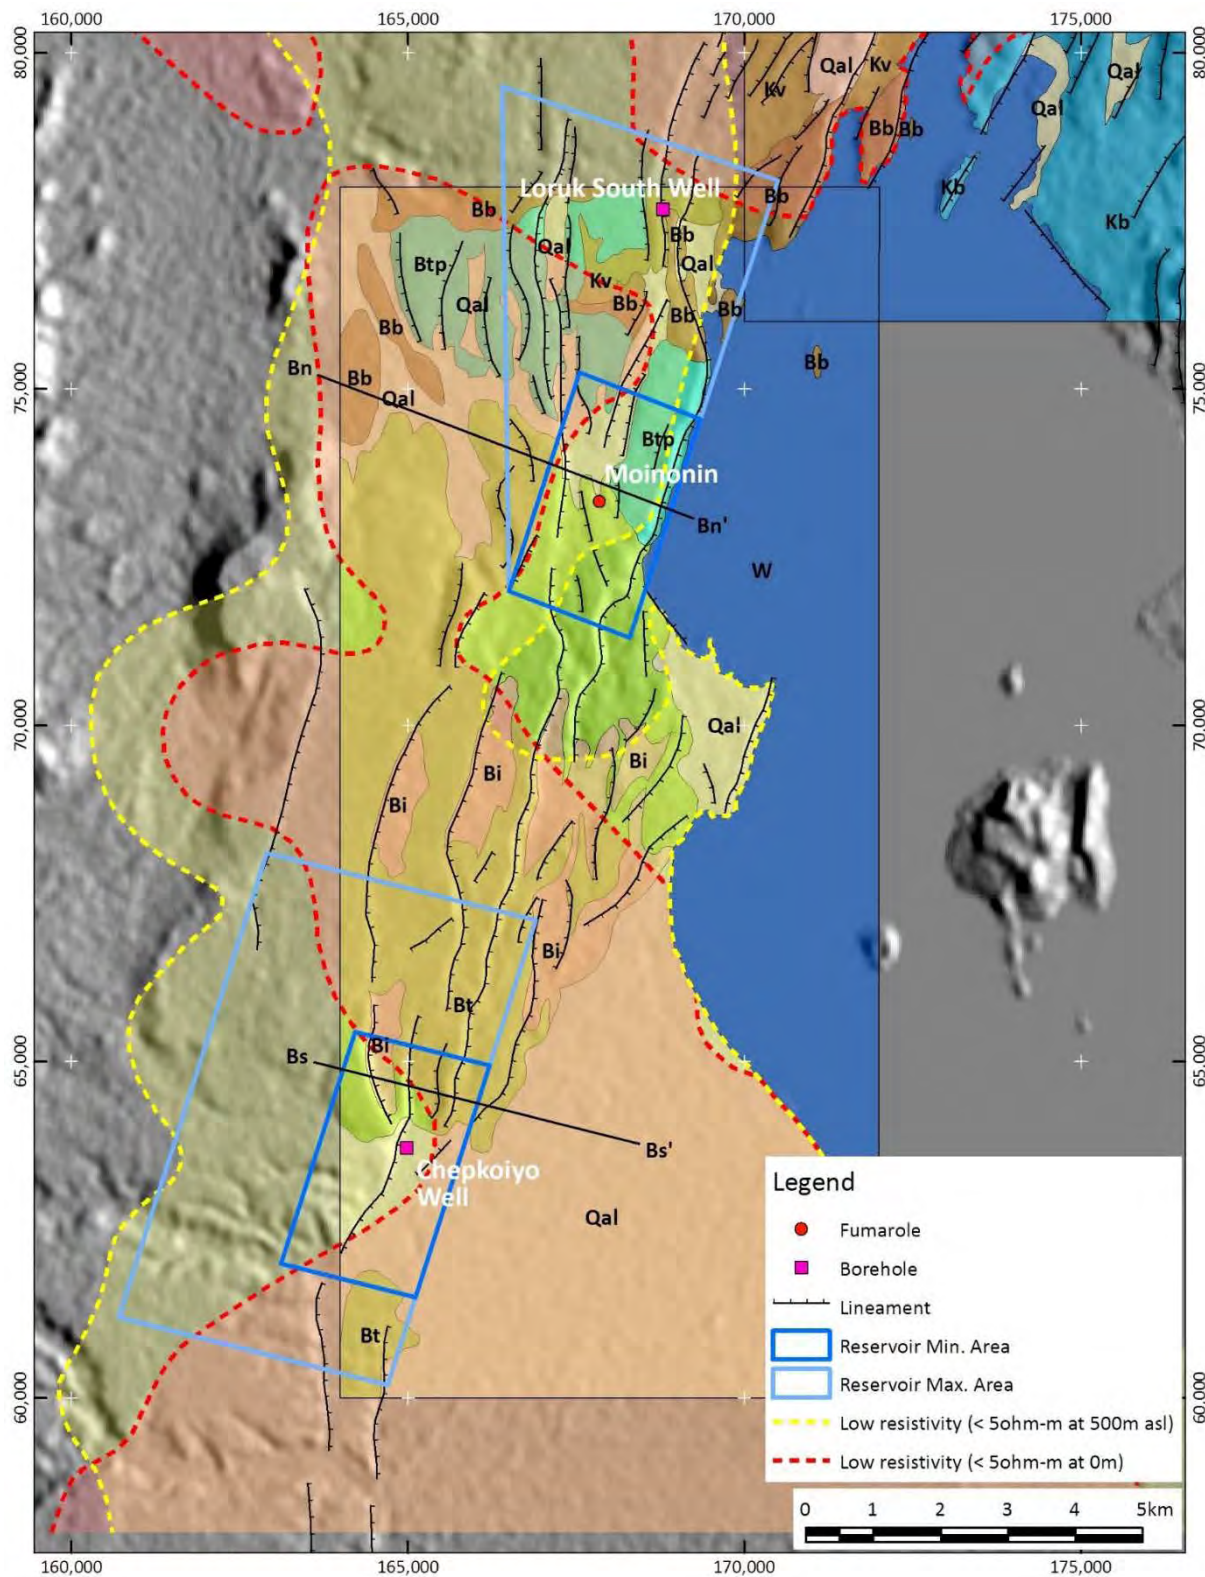 160,000 165,000 170,000 175,000
80,000
80,000
Qal
Kv
Qal
Kv
Qal
Bb
Bb
Kb
Kb
Loruk South Well
Bb
Bb
Bb
Qal
Qal
Btp
Qal
Kv
Bb
Bb
Bb
Bb
Bb
Bn
Bb
Qal
75,000
75,000
Btp
Moinonin
Bn'
W
70,000
70,000
Qal
Bi
Bi
Bi
Bi
Bt
Bi
Bs
65,000
65,000
Bs'
Chepkoiyo
Well
Qal
Bt
60,000
60,000
Legend
Fumarole
Borehole
Lineament
Reservoir Min. Area
Reservoir Max. Area
Low resistivity (< 5ohm-m at 500m asl)
Low resistivity (< 5ohm-m at 0m)
0 1 2 3 4 5km
160,000 165,000 170,000 175,000